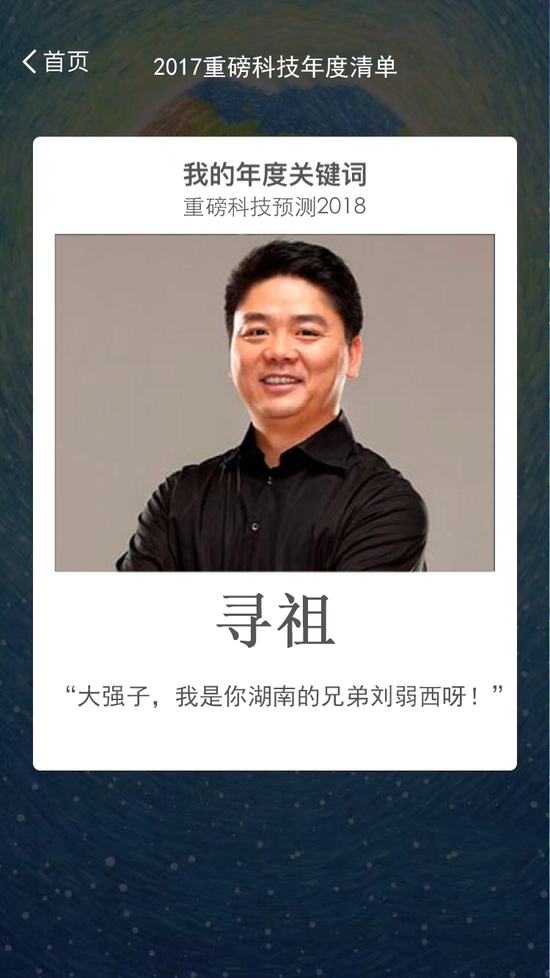 首页
2017重磅科技年度清单
我的年度关键词
重磅科技预测2018
寻祖
“大强子，我是你湖南的兄弟刘弱西呀！”